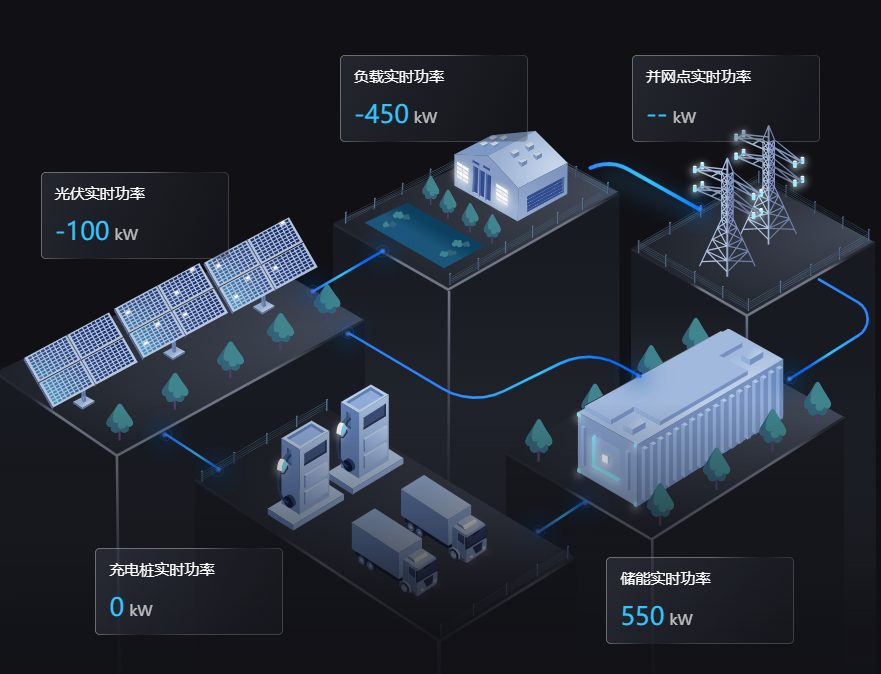 负载实时功率
-450 kW
并网点实时功率
-- kW
光伏实时功率
-100 kW
充电桩实时功率
0 kW
储能实时功率
550 kW